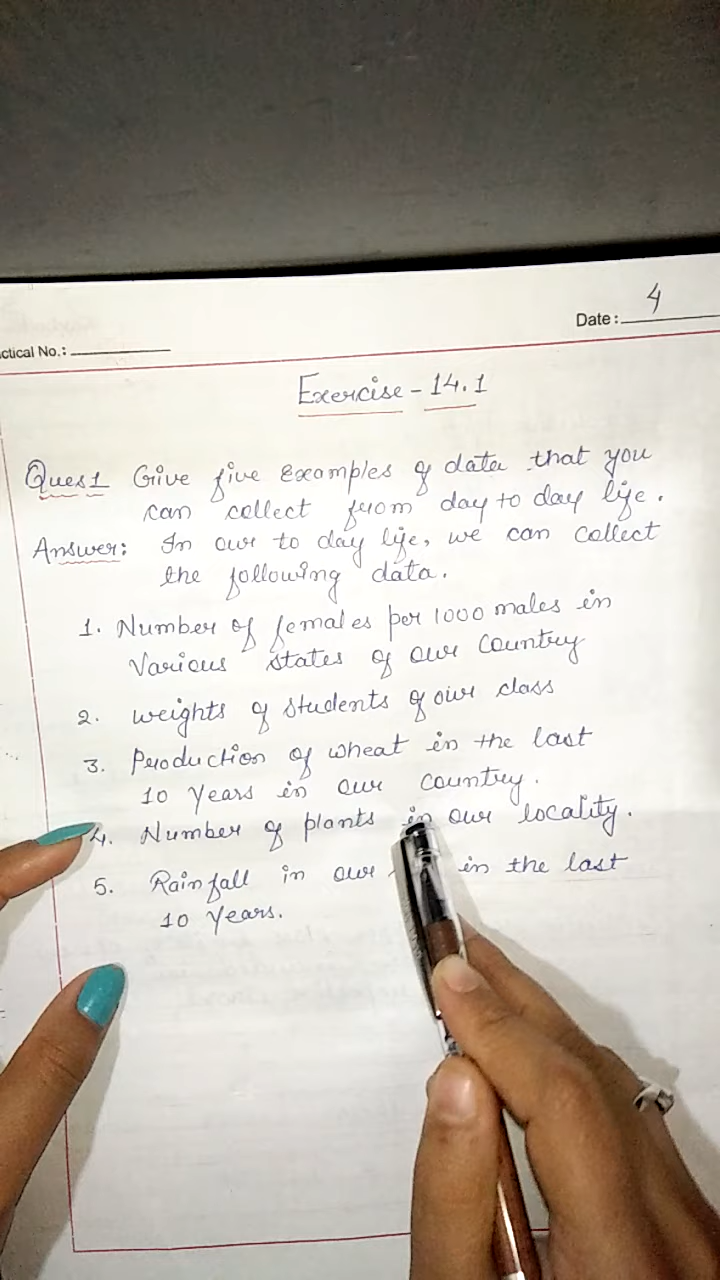 4
Date:
ctical No.:
Exercise - 14.1
Ques1 Give five examples of data that you
can collect from day to day life.
Answer: In our to day life, we can collect
the following data.
1. Number of females per 1000 males in
Various states of our country
2. weights of students of our class
3. Production of wheat in the last
10 Years in our country.
4. Number of plants in our locality.
5. Rainfall in our in the last
10 Years.